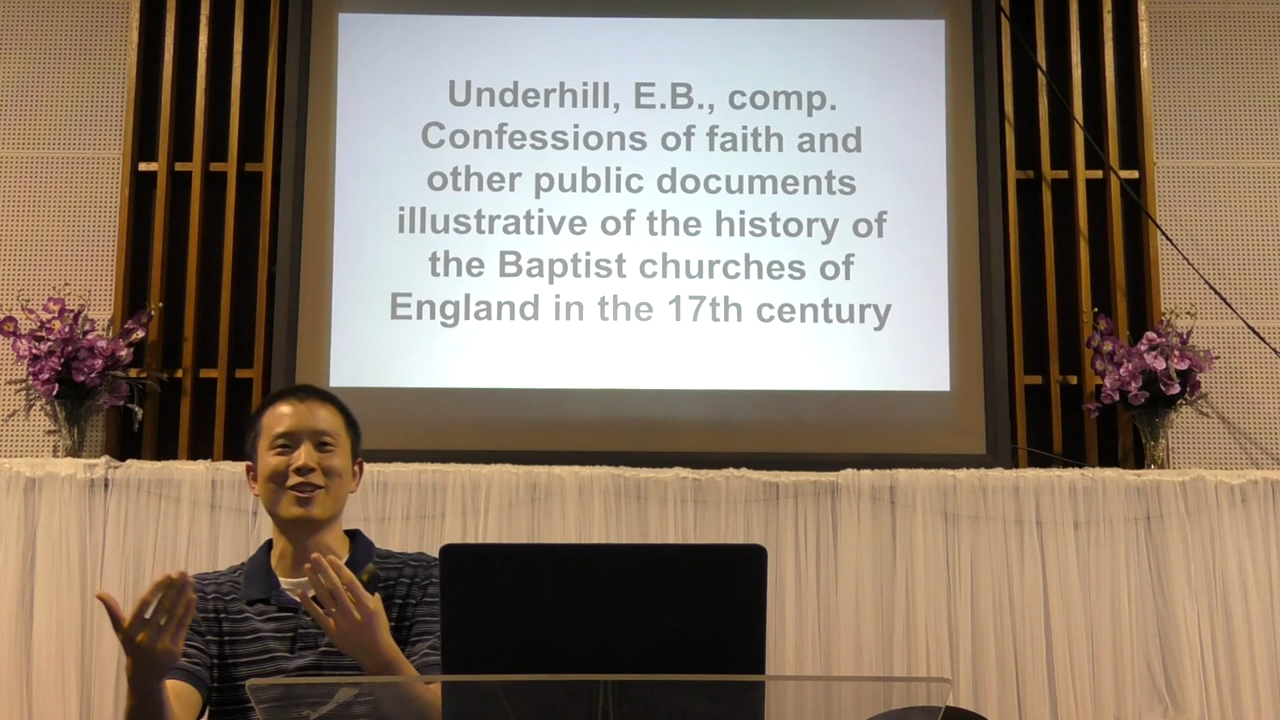 Underhill, E.B., comp.
Confessions of faith and
other public documents
illustrative of the history of
the Baptist churches of
England in the 17th century